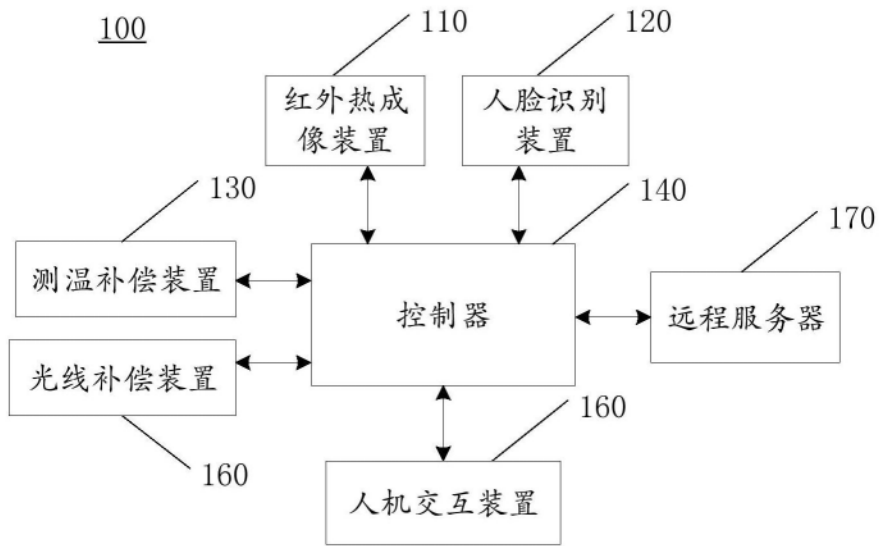 100
110
120
红外热成
像装置
人脸识别
装置
130
140
170
测温补偿装置
控制器
远程服务器
光线补偿装置
160
160
人机交互装置